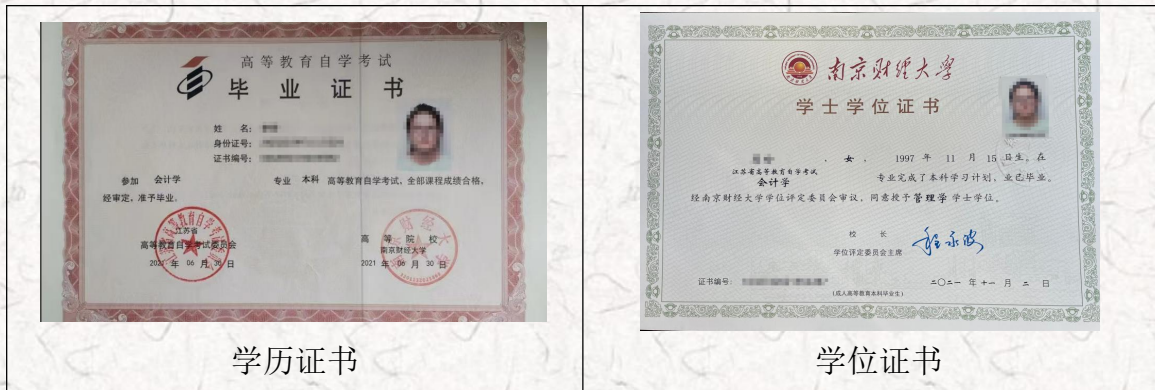 高等教育自学考试
毕业证书
姓 名:
身份证号:
证书编号:
参加 会计学 专业 本科 高等教育自学考试，全部课程成绩合格，
经审定，准予毕业。
江苏省
高等教育自学考试委员会
2021 年 06 月 30 日
高 等 院 校
南京财经大学
2021 年 06 月 30 日
学历证书
南京财经大学
学士学位证书
，女，1997 年 11 月 15 日生。在
江苏省高等教育自学考试
会计学 专业完成了本科学习计划，业已毕业。
经南京财经大学学位评定委员会审议，同意授予管理学 学士学位。
校 长
学位评定委员会主席
程永波
证书编号:
二〇二一 年 十一 月 二 日
(成人高等教育本科毕业生)
学位证书